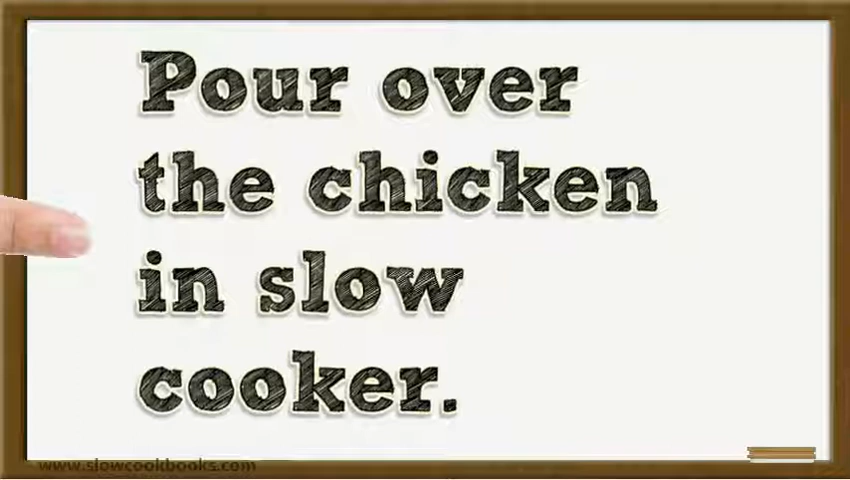 Pour over
the chicken
in slow
cooker.
www.slowcookbooks.com